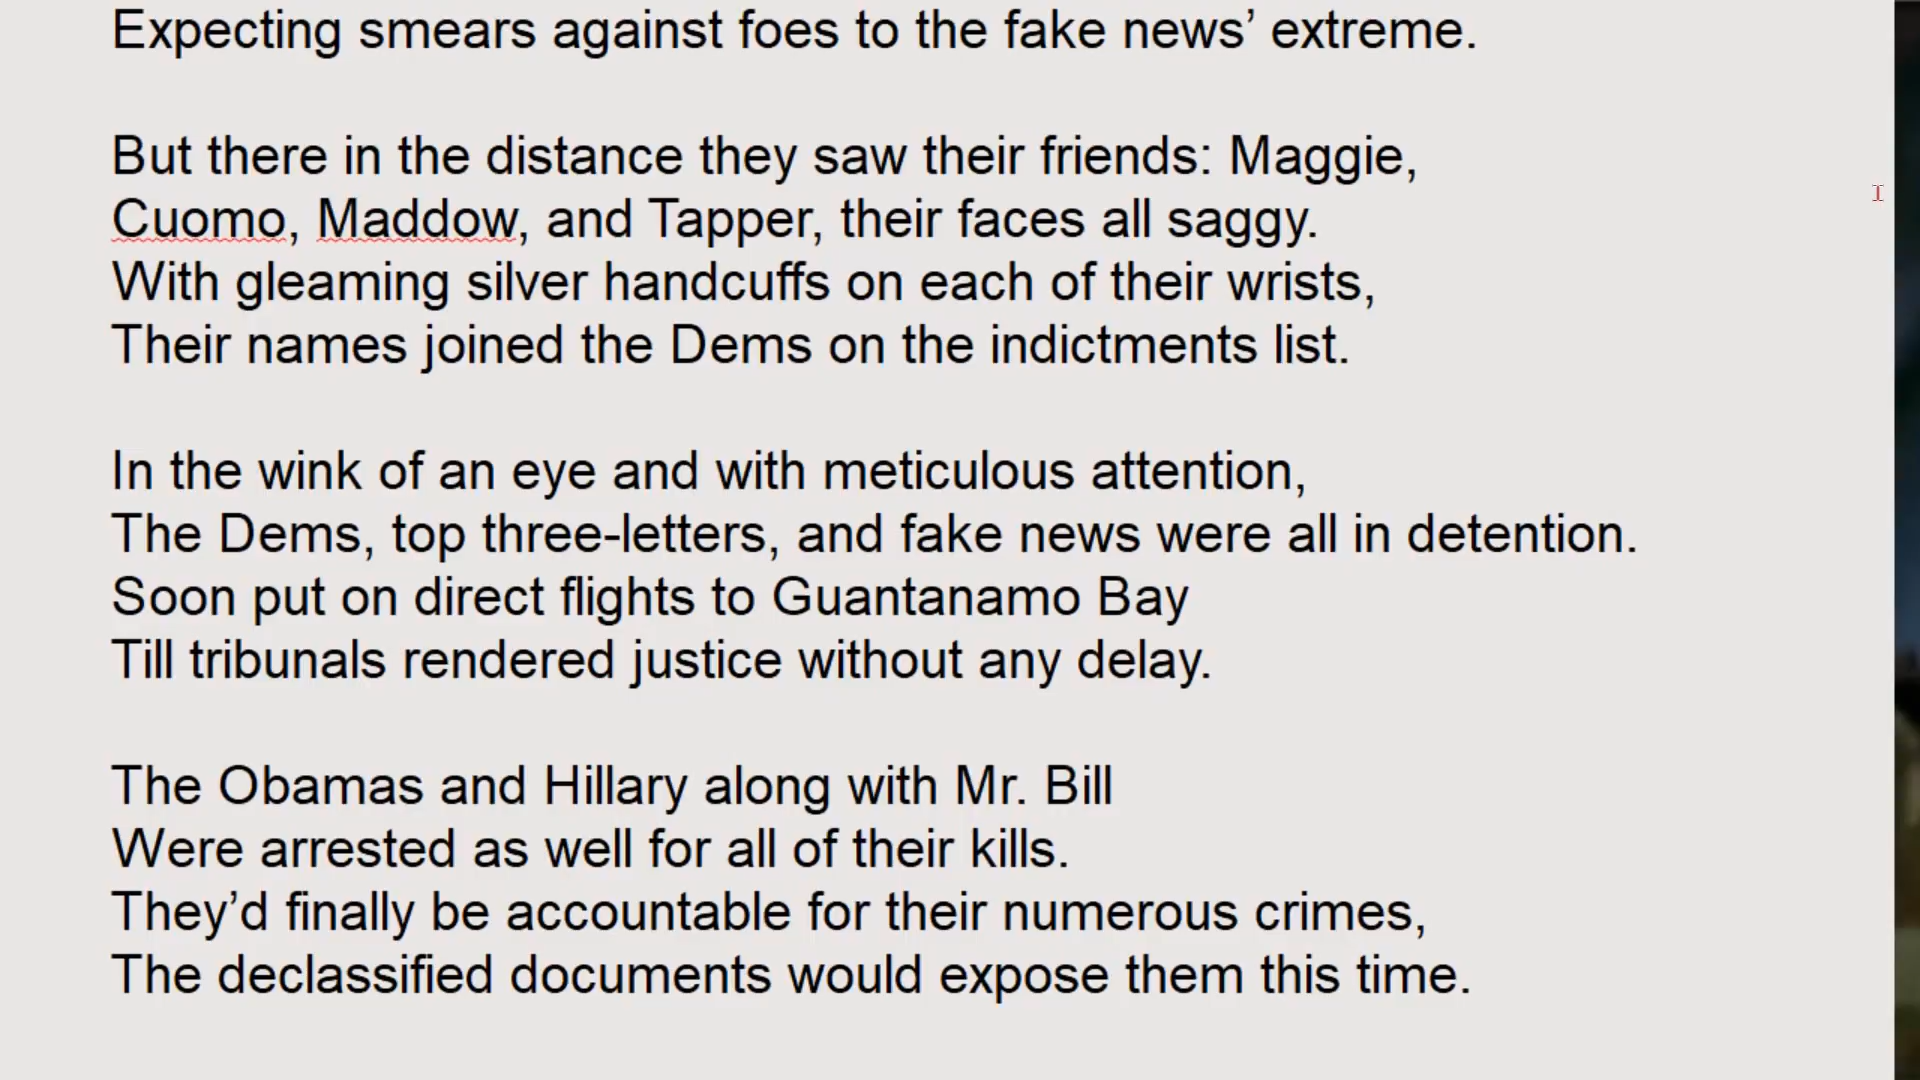 Expecting smears against foes to the fake news’ extreme.
But there in the distance they saw their friends: Maggie,
Cuomo, Maddow, and Tapper, their faces all saggy.
With gleaming silver handcuffs on each of their wrists,
Their names joined the Dems on the indictments list.
In the wink of an eye and with meticulous attention,
The Dems, top three-letters, and fake news were all in detention.
Soon put on direct flights to Guantanamo Bay
Till tribunals rendered justice without any delay.
The Obamas and Hillary along with Mr. Bill
Were arrested as well for all of their kills.
They’d finally be accountable for their numerous crimes,
The declassified documents would expose them this time.